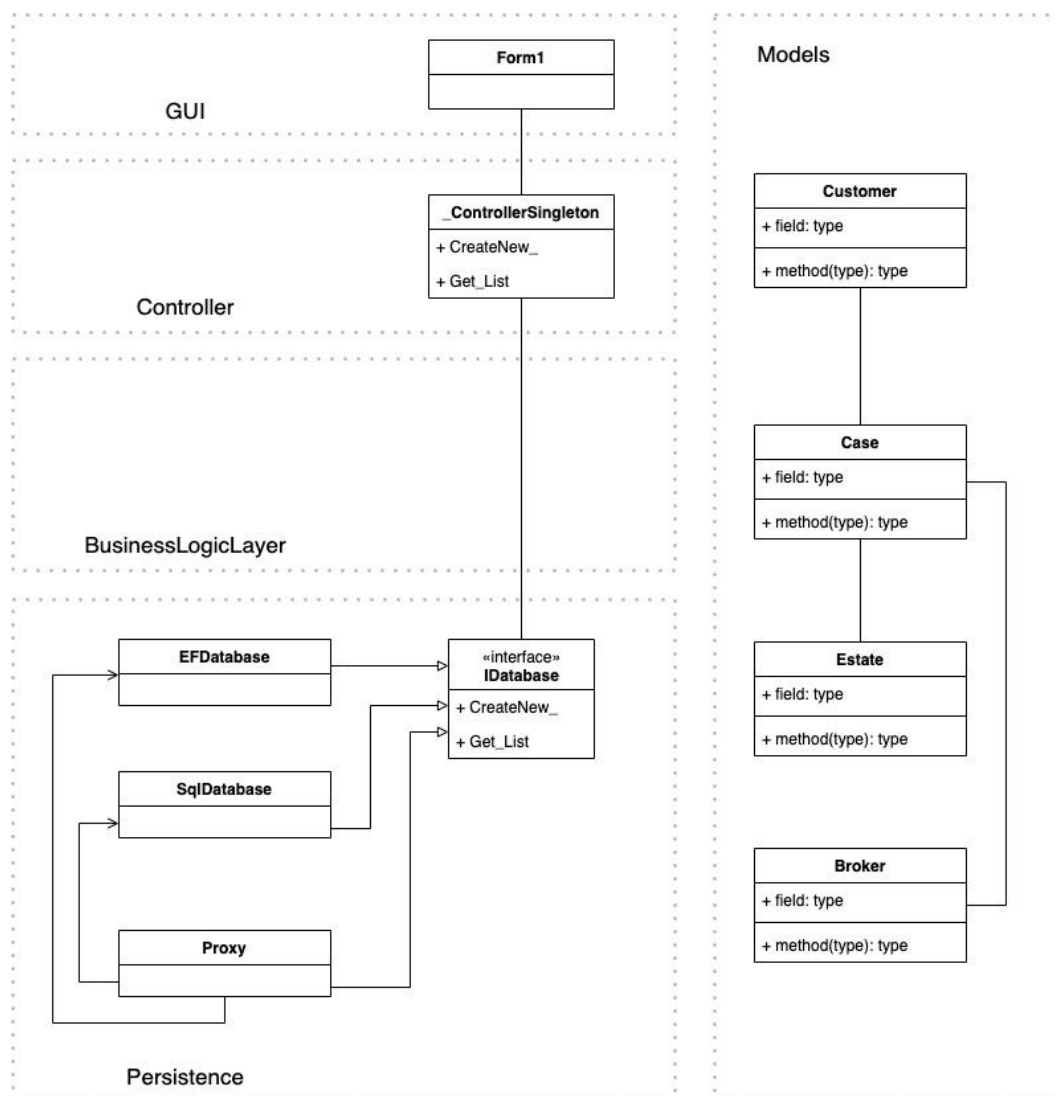 Form1
GUI
_ControllerSingleton
+ CreateNew_
+ Get_List
Controller
BusinessLogicLayer
EFDatabase
«interface»
IDatabase
+ CreateNew_
+ Get_List
SqlDatabase
Proxy
Persistence
Models
Customer
+ field: type
+ method(type): type
Case
+ field: type
+ method(type): type
Estate
+ field: type
+ method(type): type
Broker
+ field: type
+ method(type): type